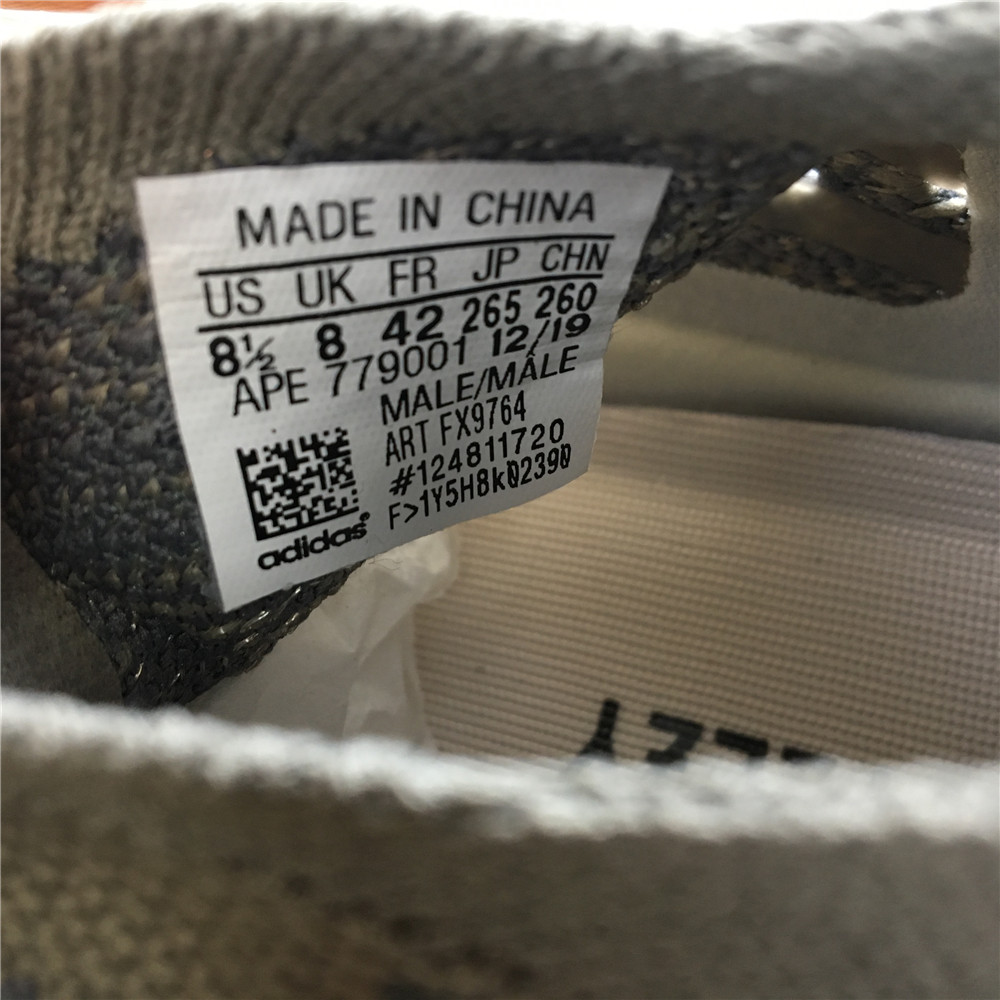 MADE IN CHINA
US UK FR JP CHN
8½ 8 42 265 260
APE 779001 12/19
MALE/MÂLE
ART FX9764
#124811720
F>1Y5H8k02390
adidas®